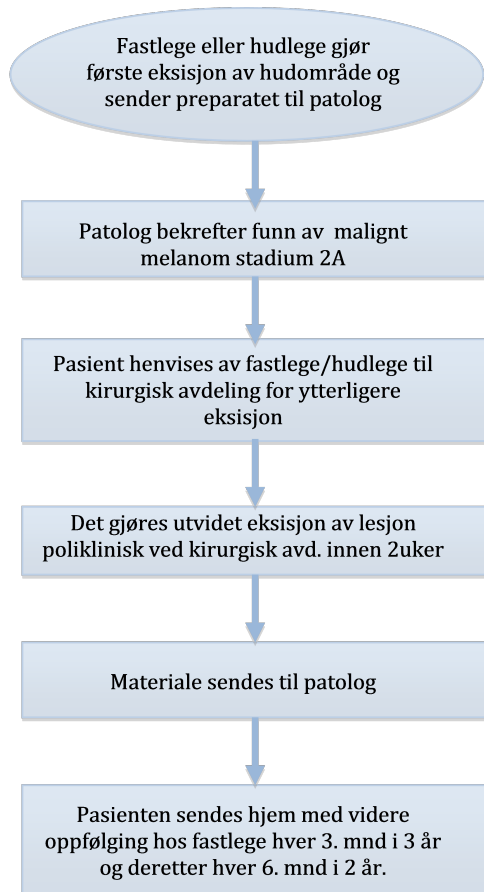 Fastlege eller hudlege gjør
første eksisjon av hudområde og
sender preparatet til patolog
Patolog bekrefter funn av malignt
melanom stadium 2A
Pasient henvises av fastlege/hudlege til
kirurgisk avdeling for ytterligere
eksisjon
Det gjøres utvidet eksisjon av lesjon
poliklinisk ved kirurgisk avd. innen 2uker
Materiale sendes til patolog
Pasienten sendes hjem med videre
oppfølging hos fastlege hver 3. mnd i 3 år
og deretter hver 6. mnd i 2 år.